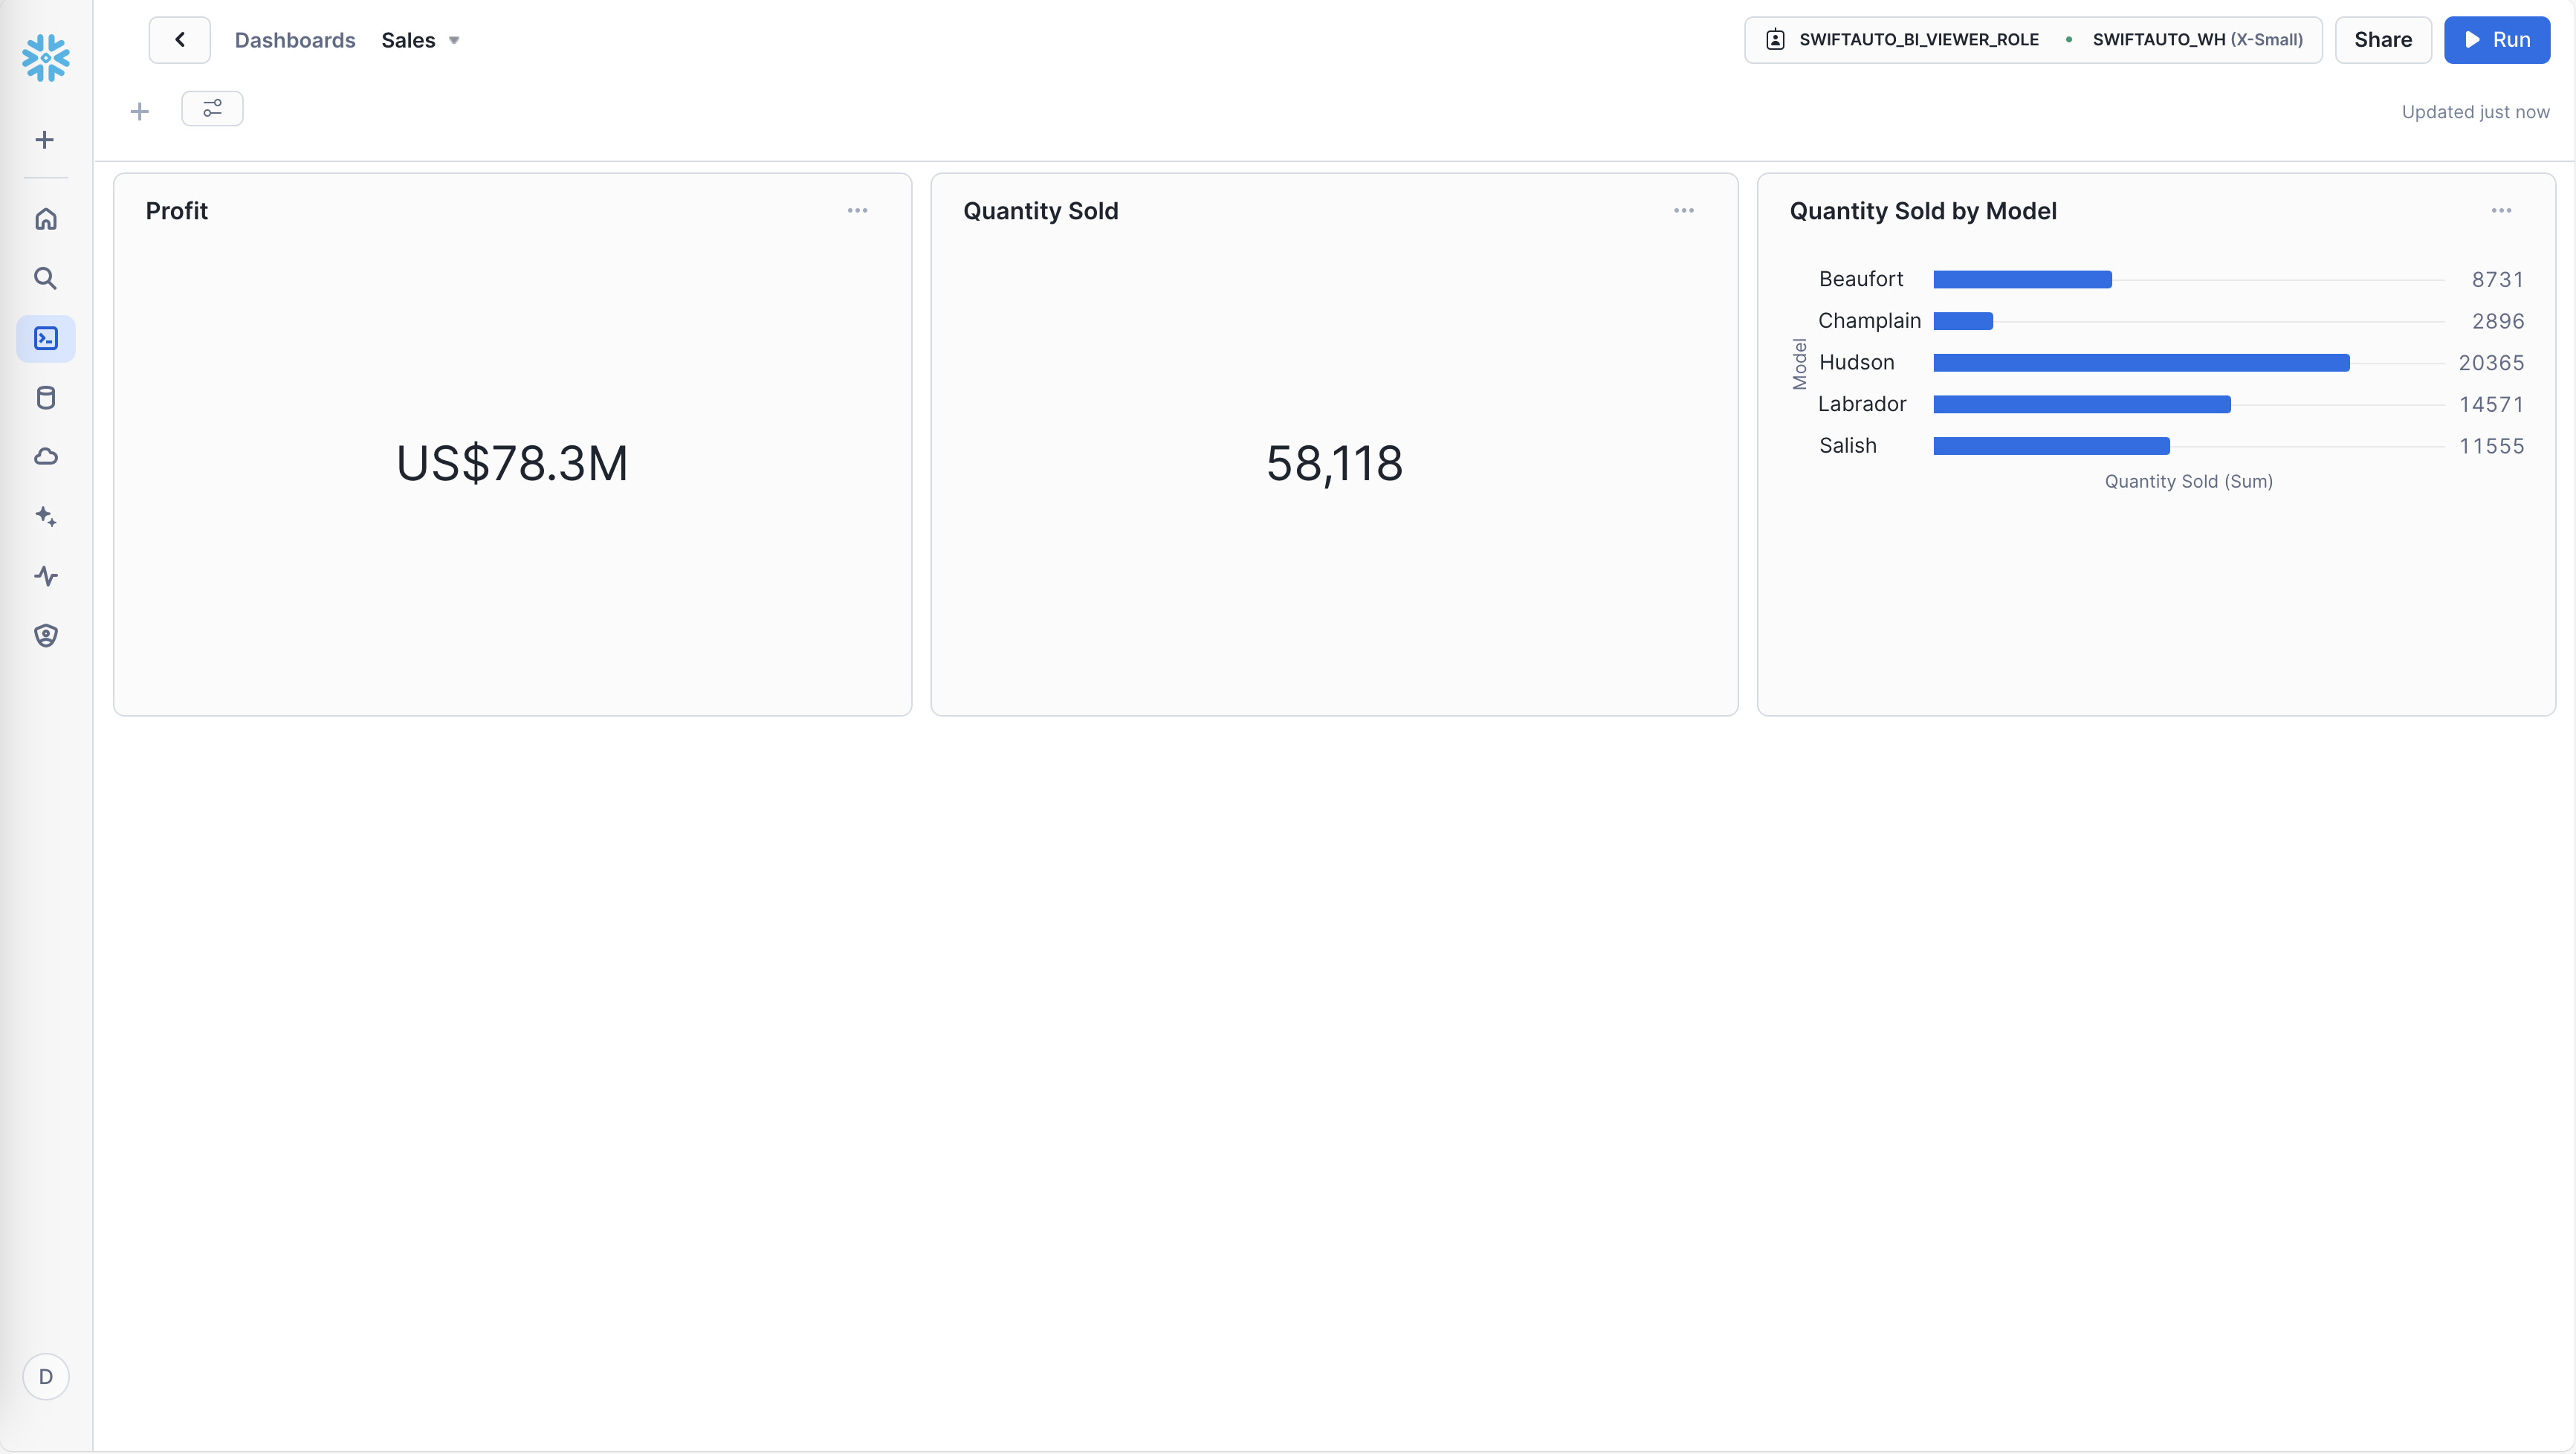 Dashboards Sales
SWIFTAUTO_BI_VIEWER_ROLE • SWIFTAUTO_WH (X-Small)
Share
Run
Updated just now
Profit
US$78.3M
Quantity Sold
58,118
Quantity Sold by Model
Model
Beaufort 8731
Champlain 2896
Hudson 20365
Labrador 14571
Salish 11555
Quantity Sold (Sum)
D